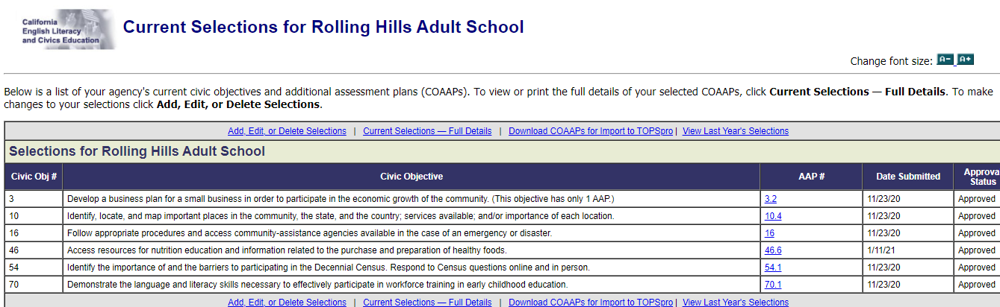 California
English Literacy
and Civics Education
Current Selections for Rolling Hills Adult School
Change font size: A- A+
Below is a list of your agency's current civic objectives and additional assessment plans (COAAPs). To view or print the full details of your selected COAAPs, click Current Selections — Full Details. To make
changes to your selections click Add, Edit, or Delete Selections.
Add, Edit, or Delete Selections | Current Selections — Full Details | Download COAAPs for Import to TOPSpro | View Last Year's Selections
Selections for Rolling Hills Adult School
Civic Obj # Civic Objective AAP # Date Submitted Approva
Status
3 Develop a business plan for a small business in order to participate in the economic growth of the community. (This objective has only 1 AAP.) 3.2 11/23/20 Approved
10 Identify, locate, and map important places in the community, the state, and the country; services available; and/or importance of each location. 10.4 11/23/20 Approved
16 Follow appropriate procedures and access community-assistance agencies available in the case of an emergency or disaster. 16 11/23/20 Approved
46 Access resources for nutrition education and information related to the purchase and preparation of healthy foods. 46.6 1/11/21 Approved
54 Identify the importance of and the barriers to participating in the Decennial Census. Respond to Census questions online and in person. 54.1 11/23/20 Approved
70 Demonstrate the language and literacy skills necessary to effectively participate in workforce training in early childhood education. 70.1 11/23/20 Approved
Add, Edit, or Delete Selections | Current Selections — Full Details | Download COAAPs for Import to TOPSpro | View Last Year's Selections